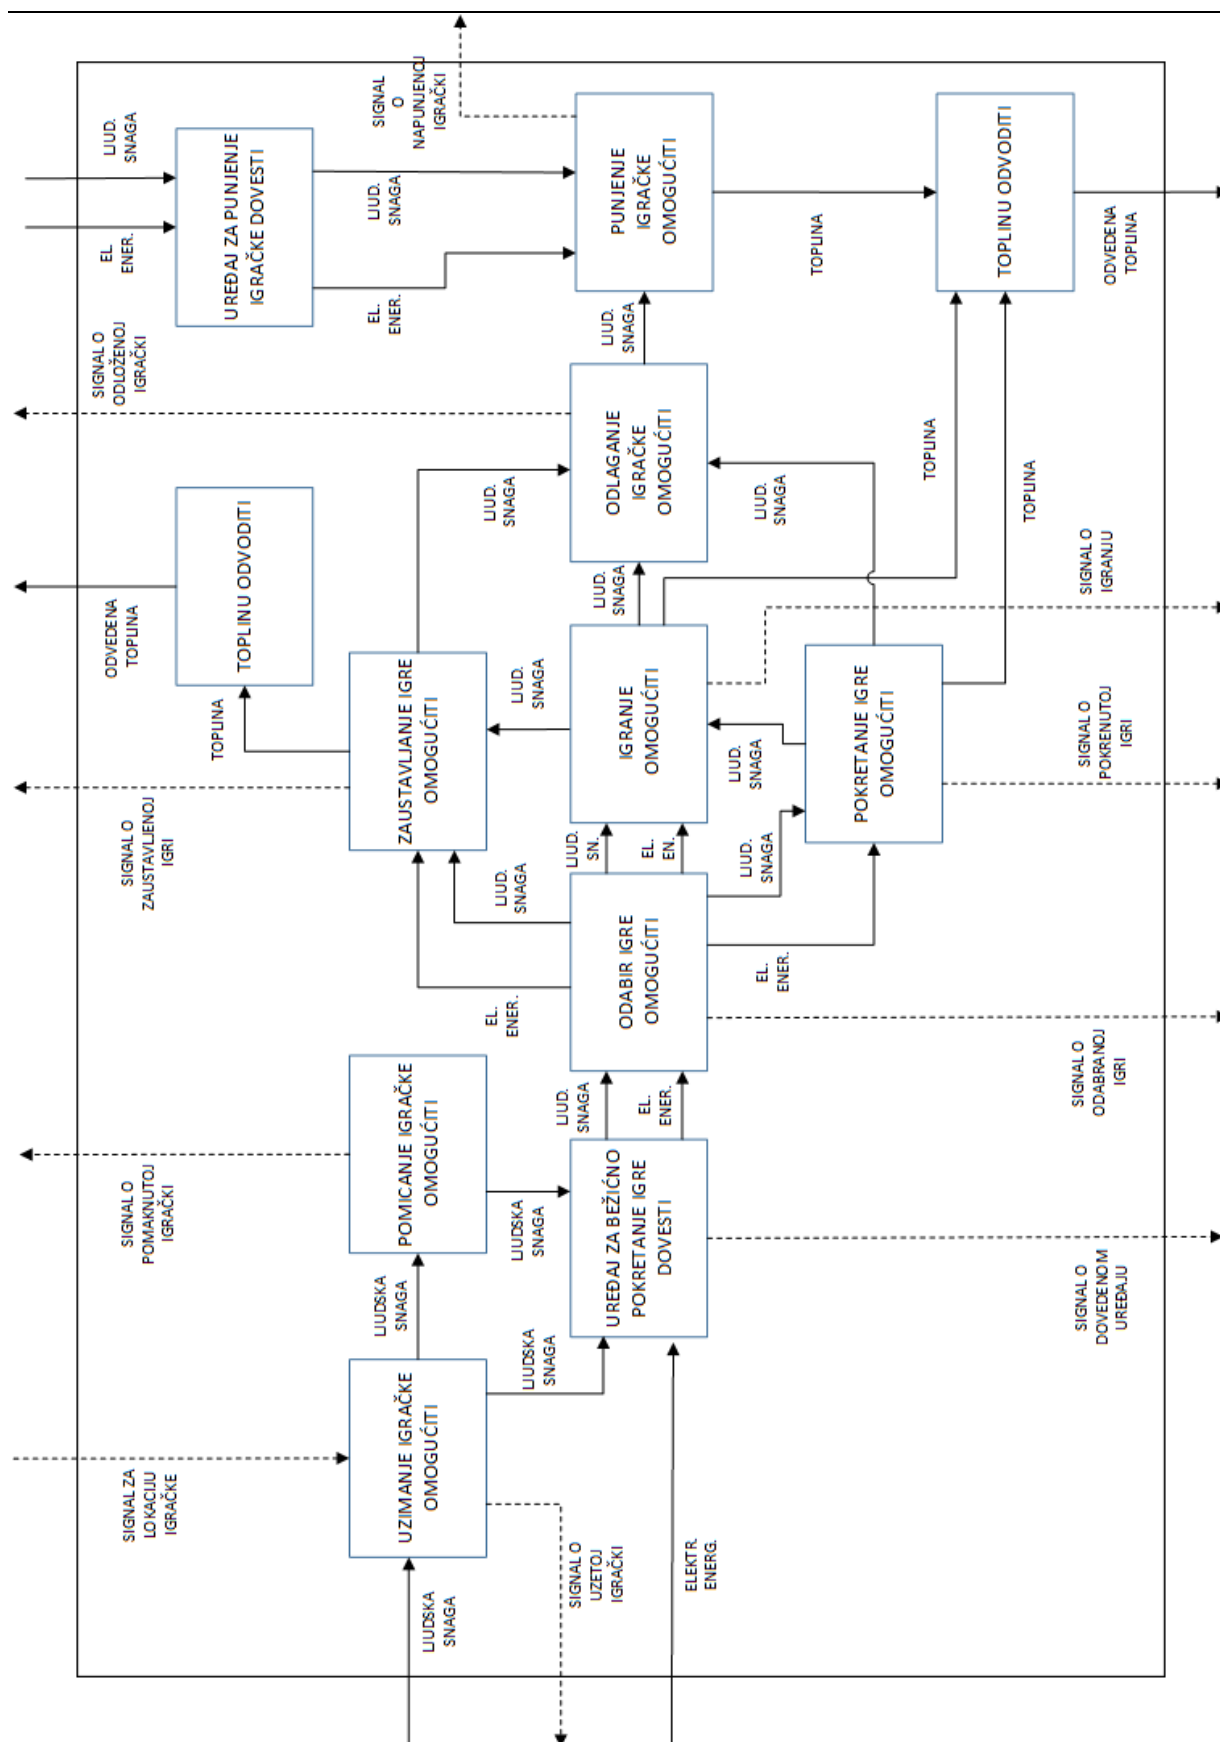 SIGNAL ZA
LOKACIJU
IGRAČKE
SIGNAL O
POMAKNUTOJ
IGRAČKI
SIGNAL O
ZAUSTAVLJENOJ
IGRI
ODVEDENA
TOPLINA
SIGNAL O
ODLOŽENOJ
IGRAČKI
EL.
ENER.
LJUD.
SNAGA
TOPLINA
TOPLINU ODVODITI
UREĐAJ ZA PUNJENJE
IGRAČKE DOVESTI
LJUDSKA
SNAGA
UZIMANJE IGRAČKE
OMOGUĆITI
LJUDSKA
SNAGA
POMICANJE IGRAČKE
OMOGUĆITI
ZAUSTAVLJANJE IGRE
OMOGUĆITI
EL.
ENER.
LJUD.
SNAGA
SIGNAL
O
NAPUNJENOJ
IGRAČKI
LJUDSKA
SNAGA
LJUDSKA
SNAGA
EL.
ENER.
LJUD.
SNAGA
LJUD.
SNAGA
LJUD.
SNAGA
SIGNAL O
UZETOJ
IGRAČKI
UREĐAJ ZA BEŽIĆNO
POKRETANJE IGRE
DOVESTI
LJUD.
SNAGA
EL.
ENER.
ODABIR IGRE
OMOGUĆITI
LJUD.
SN.
EL.
EN.
IGRANJE
OMOGUĆITI
LJUD.
SNAGA
ODLAGANJE
IGRAČKE
OMOGUĆITI
LJUD.
SNAGA
PUNJENJE
IGRAČKE
OMOGUĆITI
ELEKTR.
ENERG.
EL.
ENER.
LJUD.
SNAGA
LJUD.
SNAGA
LJUD.
SNAGA
TOPLINA
POKRETANJE IGRE
OMOGUĆITI
TOPLINA
TOPLINA
TOPLINU ODVODITI
SIGNAL O
DOVEDENOM
UREĐAJU
SIGNAL O
ODABRANOJ
IGRI
SIGNAL O
POKRENUTOJ
IGRI
SIGNAL O
IGRANJU
ODVEDENA
TOPLINA